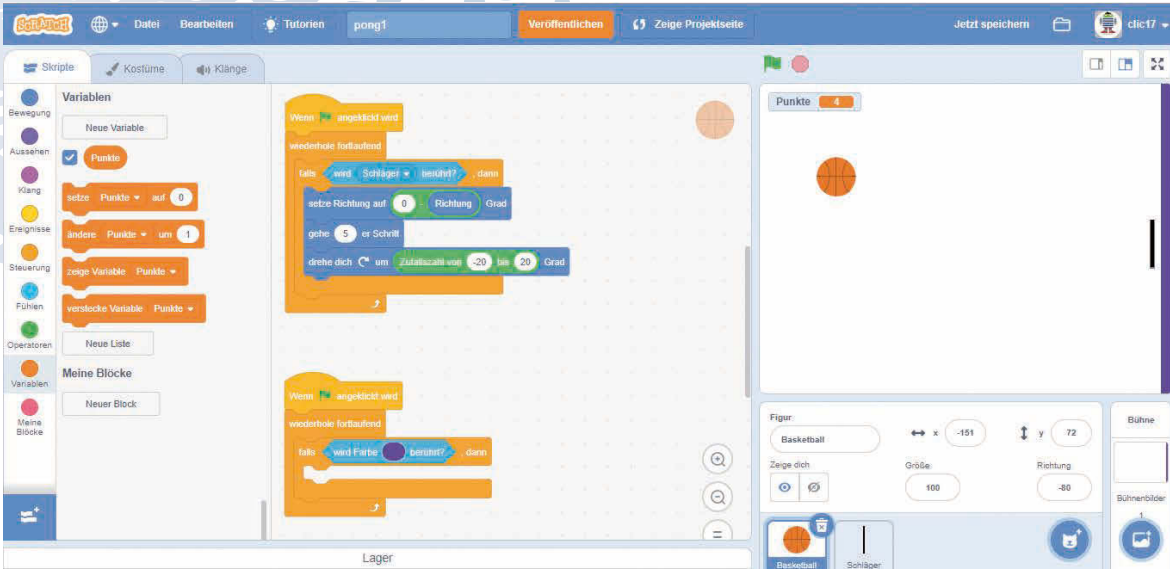 SCRATCH Datei Bearbeiten Tutorien pong1 Veröffentlichen Zeige Projektseite Jetzt speichern clic17
Skripte Kostüme Klänge
Bewegung
Aussehen
Klang
Ereignisse
Steuerung
Fühlen
Operatoren
Variablen
Meine
Blöcke
Variablen
Neue Variable
Punkte
setze Punkte auf 0
ändere Punkte um 1
zeige Variable Punkte
verstecke Variable Punkte
Neue Liste
Meine Blöcke
Neuer Block
Wenn angeklickt wird
wiederhole fortlaufend
falls wird Schläger berührt? , dann
setze Richtung auf 0 - Richtung Grad
gehe 5 er Schritt
drehe dich um Zufallszahl von -20 bis 20 Grad
Wenn angeklickt wird
wiederhole fortlaufend
falls wird Farbe berührt? , dann
Lager
Punkte 4
Figur
Basketball
x -151
y 72
Zeige dich
Größe
100
Richtung
-80
Basketball
Schläger
Bühne
Bühnenbilder
1